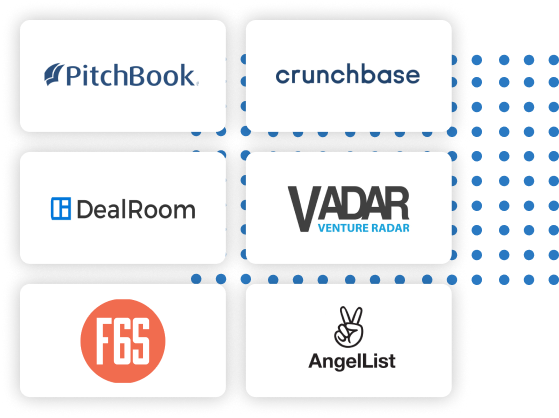 PitchBook
crunchbase
DealRoom
VADAR
VENTURE RADAR
F6S
AngelList